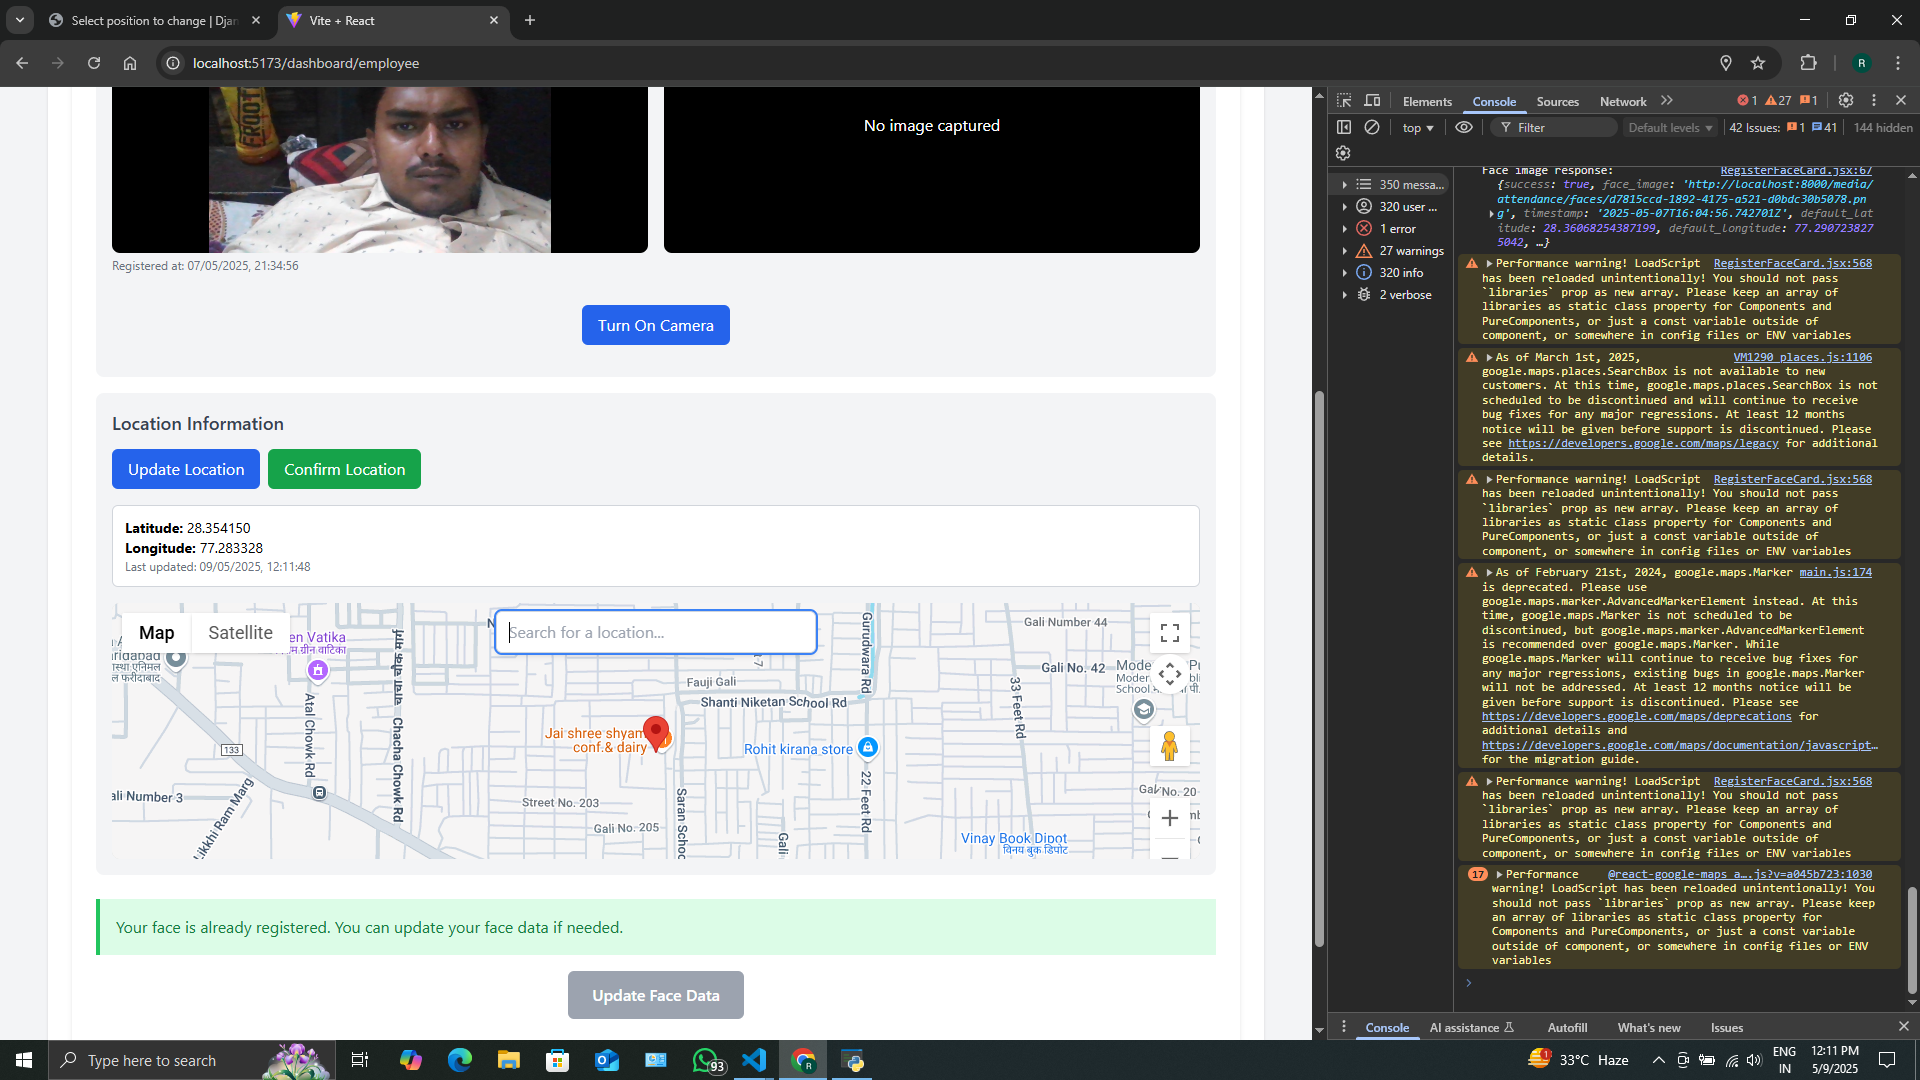 Select position to change | Djan
Vite + React
localhost:5173/dashboard/employee
R
FROOTI
No image captured
Registered at: 07/05/2025, 21:34:56
Turn On Camera
Location Information
Update Location
Confirm Location
Latitude: 28.354150
Longitude: 77.283328
Last updated: 09/05/2025, 12:11:48
Map
Satellite
Search for a location...
en Vatika
न ग्रीन वाटिका
ridabad
स्था एनिमल
ल फरीदाबाद
Atal Chowk Rd
Chacha Chowk Rd
चाचा चौक रोड
133
ali Number 3
Likkhi Ram Marg
Fauji Gali
Shanti Niketan School Rd
Gurudwara Rd
Jai shree shyam
conf.& dairy
Rohit kirana store
Street No. 203
Gali No. 205
Saran Schoo
Gali
22 Feet Rd
33 Feet Rd
Gali Number 44
Gali No. 42
Mode
Pu
Modern
Public
School
Gali No. 20
Vinay Book Dipot
विनय बुक डिपोट
Your face is already registered. You can update your face data if needed.
Update Face Data
Elements
Console
Sources
Network
1
27
1
top
Filter
Default levels
42 Issues: 1 41
144 hidden
350 messa...
320 user ...
1 error
27 warnings
320 info
2 verbose
Face image response: RegisterFaceCard.jsx:67
{success: true, face_image: 'http://localhost:8000/media/
attendance/faces/d7815ccd-1892-4175-a521-d0bdc30b5078.pn
g', timestamp: '2025-05-07T16:04:56.742701Z', default_lat
itude: 28.36068254387199, default_longitude: 77.290723827
5042, …}
Performance warning! LoadScript RegisterFaceCard.jsx:568
has been reloaded unintentionally! You should not pass
`libraries` prop as new array. Please keep an array of
libraries as static class property for Components and
PureComponents, or just a const variable outside of
component, or somewhere in config files or ENV variables
As of March 1st, 2025, VM1290 places.js:1106
google.maps.places.SearchBox is not available to new
customers. At this time, google.maps.places.SearchBox is not
scheduled to be discontinued and will continue to receive
bug fixes for any major regressions. At least 12 months
notice will be given before support is discontinued. Please
see https://developers.google.com/maps/legacy for additional
details.
Performance warning! LoadScript RegisterFaceCard.jsx:568
has been reloaded unintentionally! You should not pass
`libraries` prop as new array. Please keep an array of
libraries as static class property for Components and
PureComponents, or just a const variable outside of
component, or somewhere in config files or ENV variables
As of February 21st, 2024, google.maps.Marker main.js:174
is deprecated. Please use
google.maps.marker.AdvancedMarkerElement instead. At this
time, google.maps.Marker is not scheduled to be
discontinued, but google.maps.marker.AdvancedMarkerElement
is recommended over google.maps.Marker. While
google.maps.Marker will continue to receive bug fixes for
any major regressions, existing bugs in google.maps.Marker
will not be addressed. At least 12 months notice will be
given before support is discontinued. Please see
https://developers.google.com/maps/deprecations for
additional details and
https://developers.google.com/maps/documentation/javascript…
for the migration guide.
Performance warning! LoadScript RegisterFaceCard.jsx:568
has been reloaded unintentionally! You should not pass
`libraries` prop as new array. Please keep an array of
libraries as static class property for Components and
PureComponents, or just a const variable outside of
component, or somewhere in config files or ENV variables
17 Performance @react-google-maps_a….js?v=a045b723:1030
warning! LoadScript has been reloaded unintentionally! You
should not pass `libraries` prop as new array. Please keep
an array of libraries as static class property for
Components and PureComponents, or just a const variable
outside of component, or somewhere in config files or ENV
variables
Console
AI assistance
Autofill
What's new
Issues
Type here to search
93
1
33°C Haze
ENG
IN
12:11 PM
5/9/2025